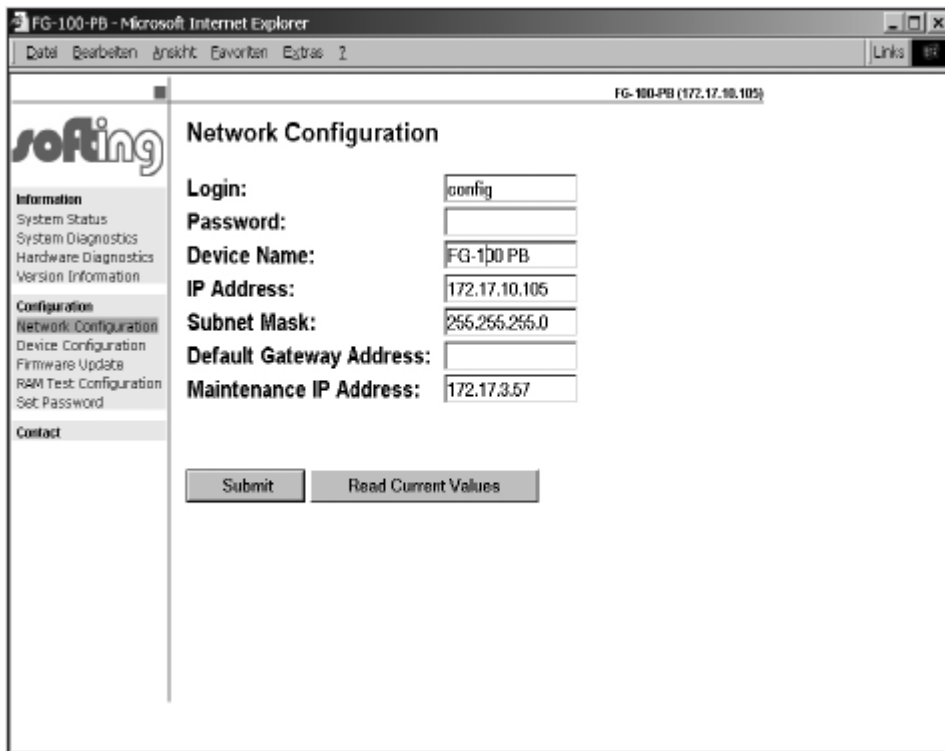 FG-100-PB - Microsoft Internet Explorer
Datei Bearbeiten Ansicht Favoriten Extras ?
Links
FG-100-PB (172.17.10.105)
softing
Information
System Status
System Diagnostics
Hardware Diagnostics
Version Information
Configuration
Network Configuration
Device Configuration
Firmware Update
RAM Test Configuration
Set Password
Contact
Network Configuration
Login: config
Password:
Device Name: FG-100 PB
IP Address: 172.17.10.105
Subnet Mask: 255.255.255.0
Default Gateway Address:
Maintenance IP Address: 172.17.3.57
Submit Read Current Values